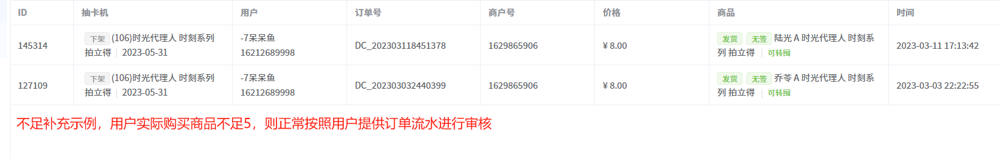 ID 抽卡机 用户 订单号 商户号 价格 商品 时间
145314 下架 (106)时光代理人 时刻系列 拍立得 | 2023-05-31 -7呆呆鱼 16212689998 DC_202303118451378 1629865906 ¥ 8.00 发货 无签 陆光 A 时光代理人 时刻系列 拍立得 | 可转囤 2023-03-11 17:13:42
127109 下架 (106)时光代理人 时刻系列 拍立得 | 2023-05-31 -7呆呆鱼 16212689998 DC_202303032440399 1629865906 ¥ 8.00 发货 无签 乔苓 A 时光代理人 时刻系列 拍立得 | 可转囤 2023-03-03 22:22:55
不足补充示例，用户实际购买商品不足5，则正常按照用户提供订单流水进行审核